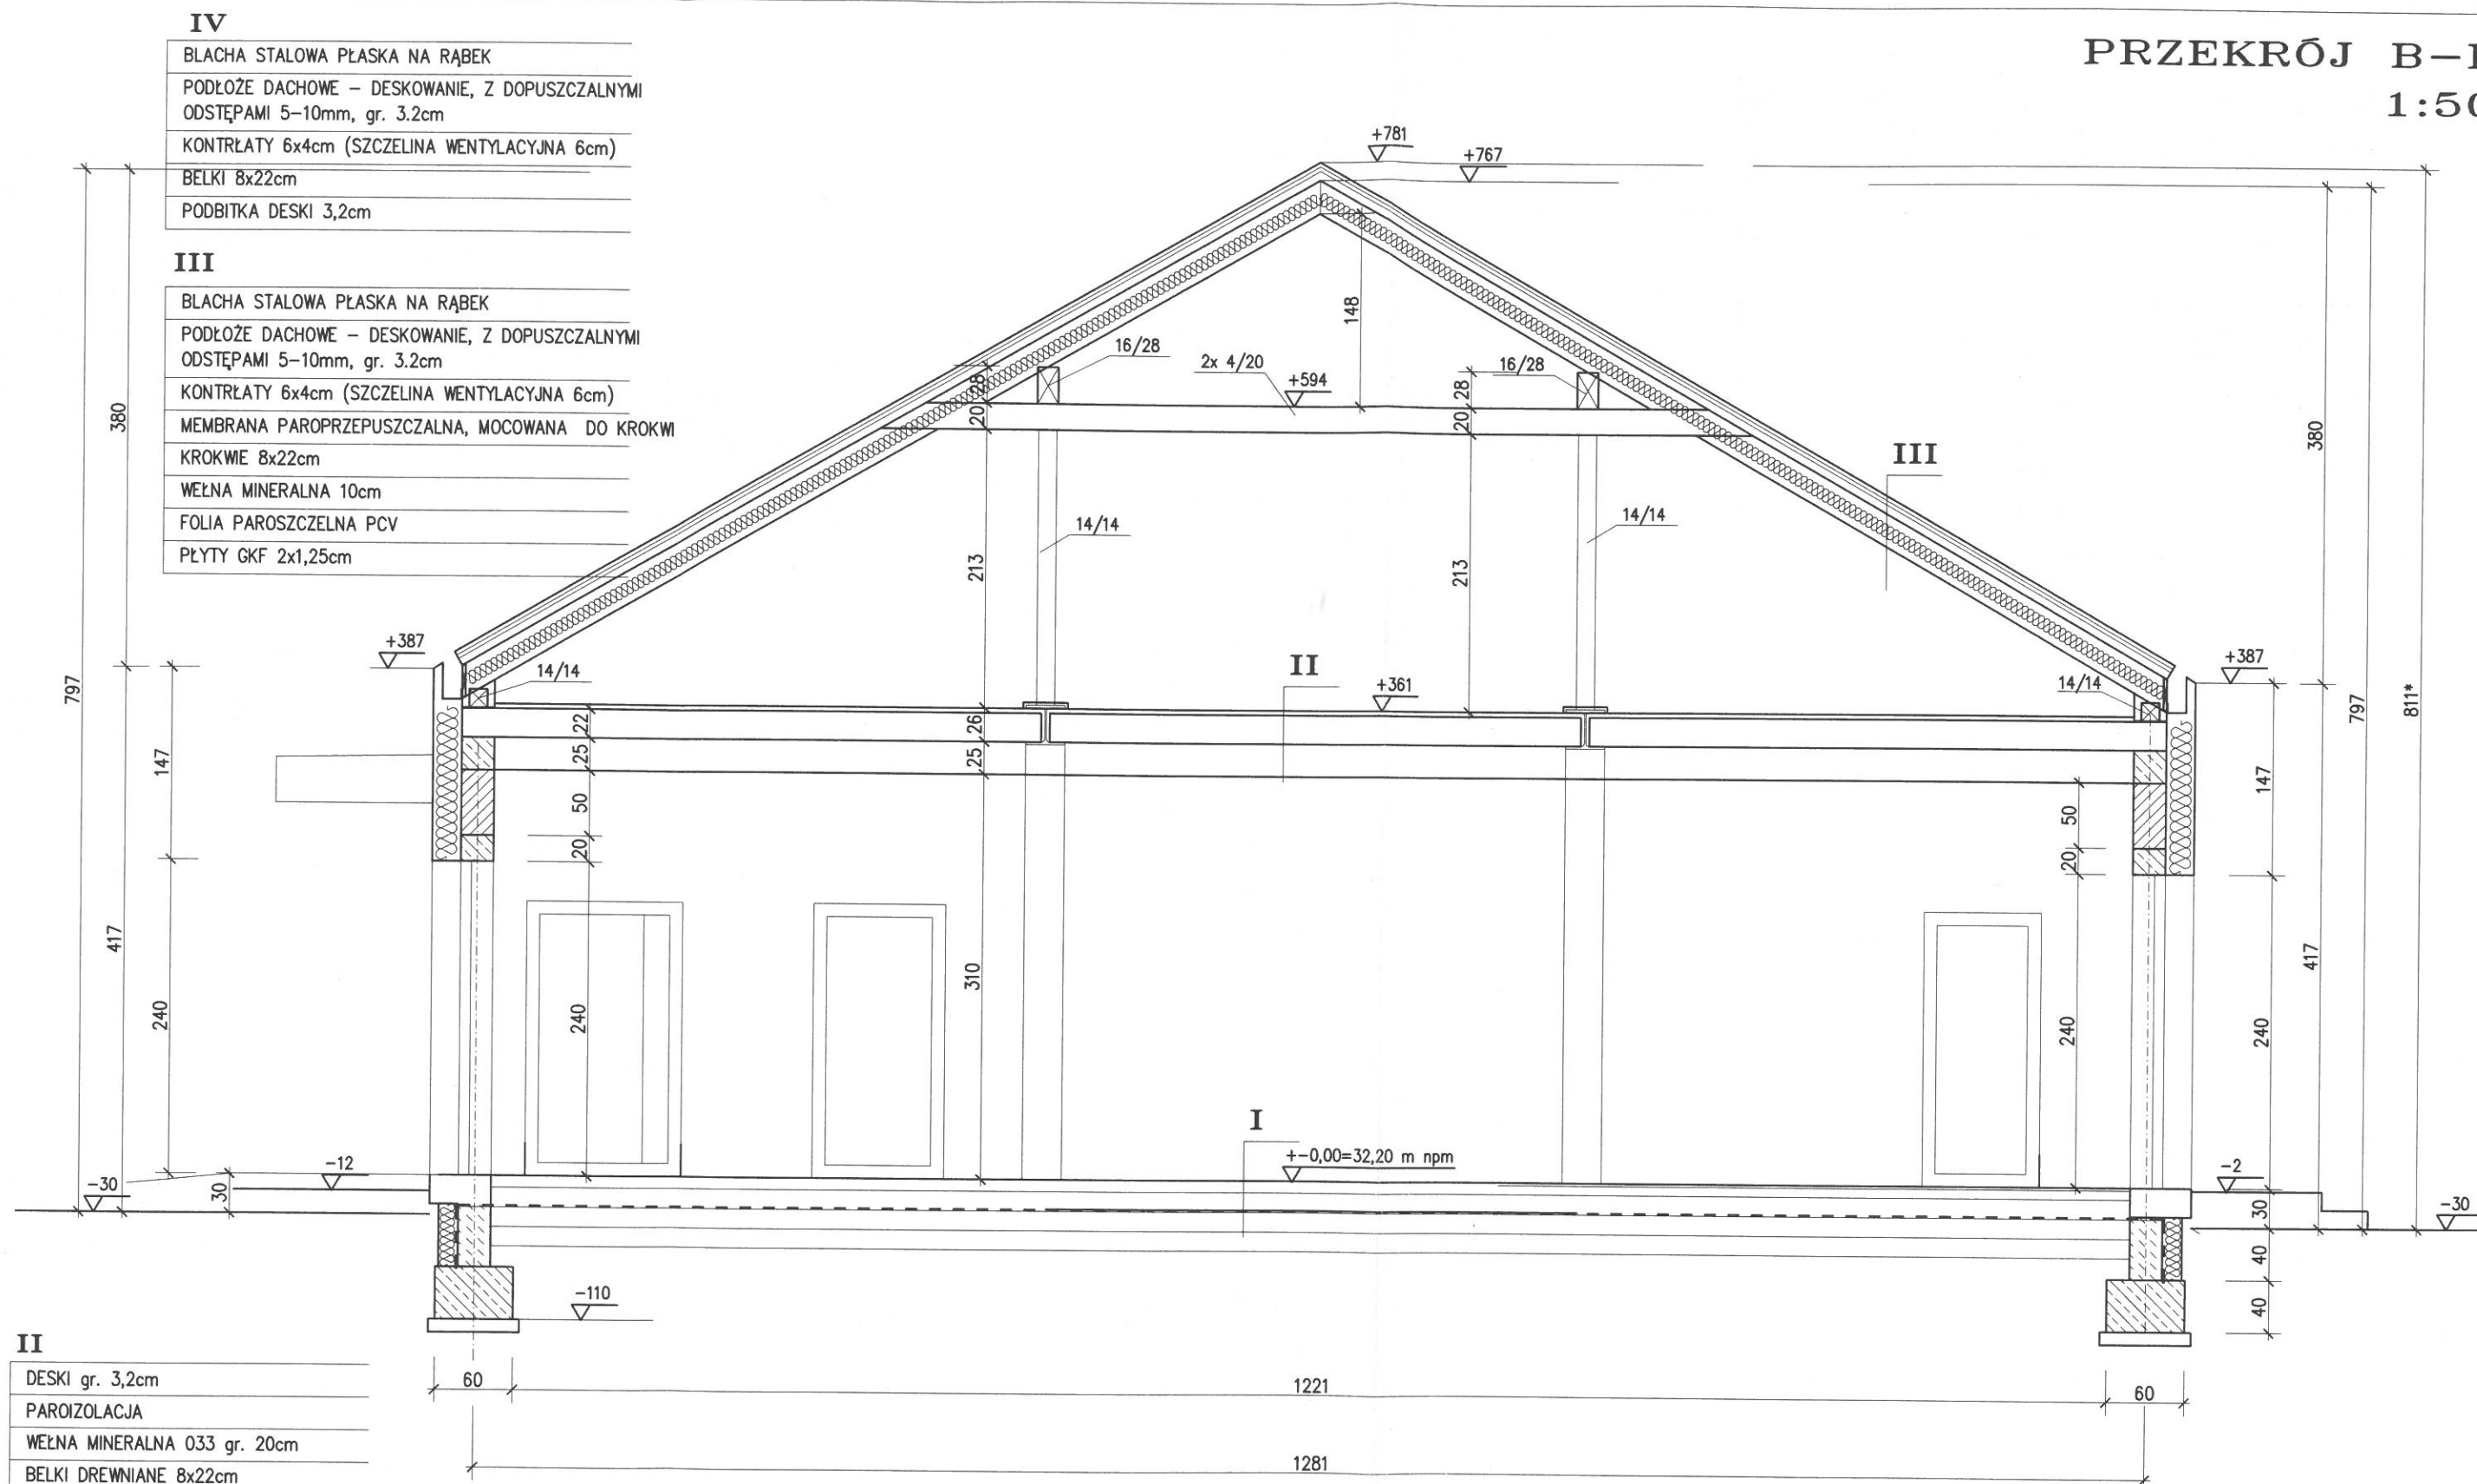 IV
BLACHA STALOWA PŁASKA NA RĄBEK
PODŁOŻE DACHOWE – DESKOWANIE, Z DOPUSZCZALNYMI
ODSTĘPAMI 5–10mm, gr. 3.2cm
KONTRŁATY 6x4cm (SZCZELINA WENTYLACYJNA 6cm)
BELKI 8x22cm
PODBITKA DESKI 3,2cm
III
BLACHA STALOWA PŁASKA NA RĄBEK
PODŁOŻE DACHOWE – DESKOWANIE, Z DOPUSZCZALNYMI
ODSTĘPAMI 5–10mm, gr. 3.2cm
KONTRŁATY 6x4cm (SZCZELINA WENTYLACYJNA 6cm)
MEMBRANA PAROPRZEPUSZCZALNA, MOCOWANA DO KROKWI
KROKWIE 8x22cm
WEŁNA MINERALNA 10cm
FOLIA PAROSZCZELNA PCV
PŁYTY GKF 2x1,25cm
PRZEKRÓJ B–
1:50
+781
+767
148
16/28
2x 4/20
+594
16/28
28
20
28
20
380
380
III
14/14
14/14
213
213
+387
14/14
II
+361
14/14
+387
797
797
811*
22
25
26
25
147
147
50
20
50
20
417
417
240
240
310
240
240
I
+–0,00=32,20 m npm
–12
–30
30
–2
–30
30
40
40
–110
60
1221
60
1281
II
DESKI gr. 3,2cm
PAROIZOLACJA
WEŁNA MINERALNA 033 gr. 20cm
BELKI DREWNIANE 8x22cm